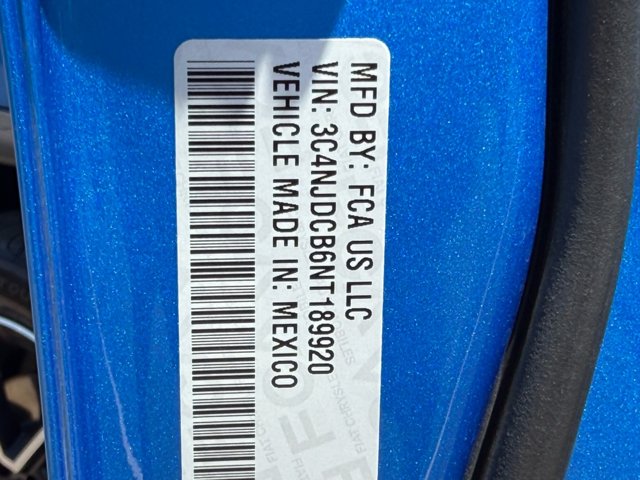 MFD BY: FCA US LLC
VIN: 3C4NJDCB6NT189920
VEHICLE MADE IN: MEXICO